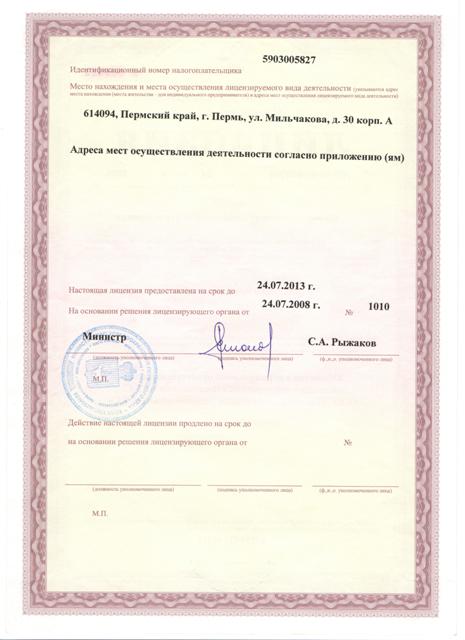 5903005827
Идентификационный номер налогоплательщика
Место нахождения и места осуществления лицензируемого вида деятельности (указываются адрес
места нахождения (места жительства - для индивидуального предпринимателя) и адреса мест осуществления лицензируемого вида деятельности)
614094, Пермский край, г. Пермь, ул. Мильчакова, д. 30 корп. А
Адреса мест осуществления деятельности согласно приложению (ям)
Настоящая лицензия предоставлена на срок до 24.07.2013 г.
На основании решения лицензирующего органа от 24.07.2008 г. № 1010
Министр С.А. Рыжаков
(должность уполномоченного лица) (подпись уполномоченного лица) (ф.,и.,о. уполномоченного лица)
М.П.
Действие настоящей лицензии продлено на срок до
на основании решения лицензирующего органа от №
(должность уполномоченного лица) (подпись уполномоченного лица) (ф.,и.,о. уполномоченного лица)
М.П.